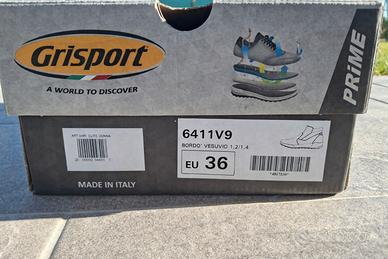 Grisport
A WORLD TO DISCOVER
PRiME
6411V9
BORDO' VESUVIO 1,2/1,4
EU 36
MADE IN ITALY